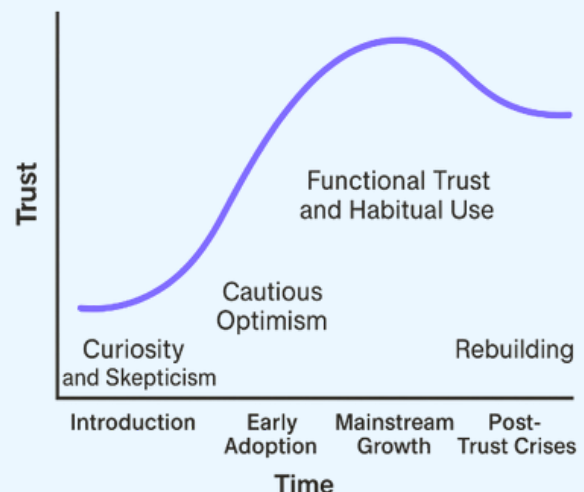 Trust
Functional Trust
and Habitual Use
Cautious
Optimism
Curiosity
and Skepticism
Rebuilding
Introduction
Early
Adoption
Mainstream
Growth
Post-
Trust Crises
Time